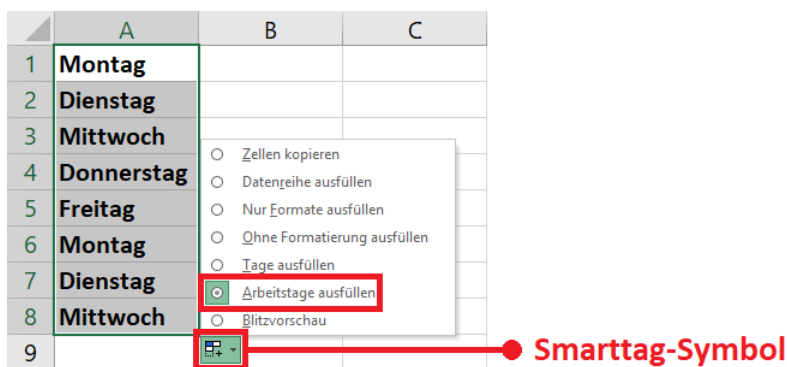 A B C
1 Montag
2 Dienstag
3 Mittwoch
4 Donnerstag
5 Freitag
6 Montag
7 Dienstag
8 Mittwoch
9
Zellen kopieren
Datenreihe ausfüllen
Nur Formate ausfüllen
Ohne Formatierung ausfüllen
Tage ausfüllen
Arbeitstage ausfüllen
Blitzvorschau
Smarttag-Symbol